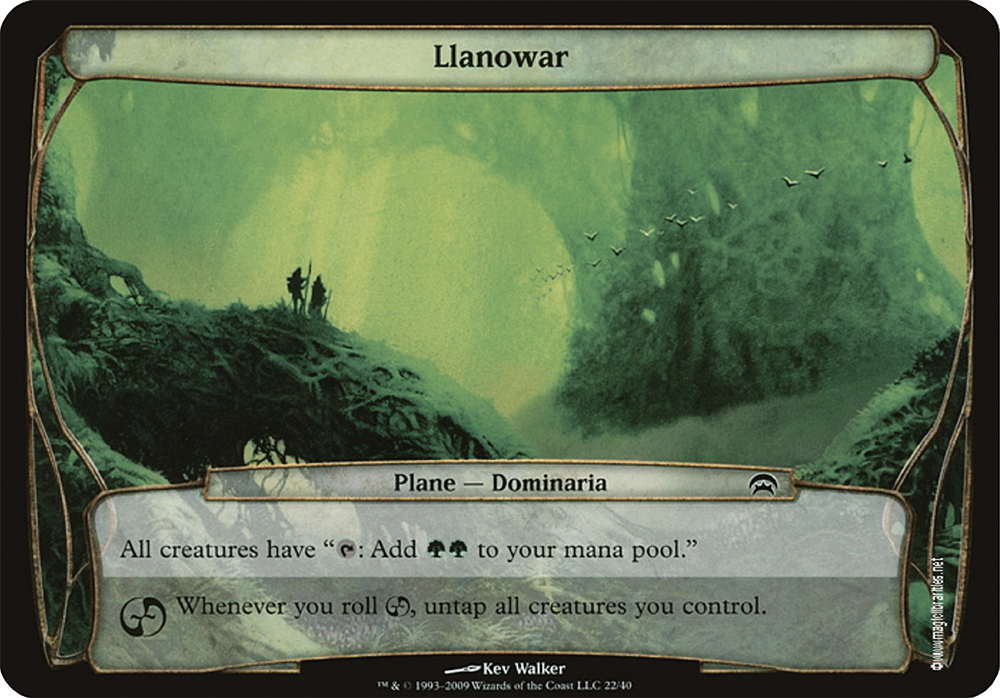 Llanowar
Plane — Dominaria
All creatures have “: Add to your mana pool.”
Whenever you roll , untap all creatures you control.
Kev Walker
™ & © 1993–2009 Wizards of the Coast LLC 22/40
©www.magiclibrarities.net